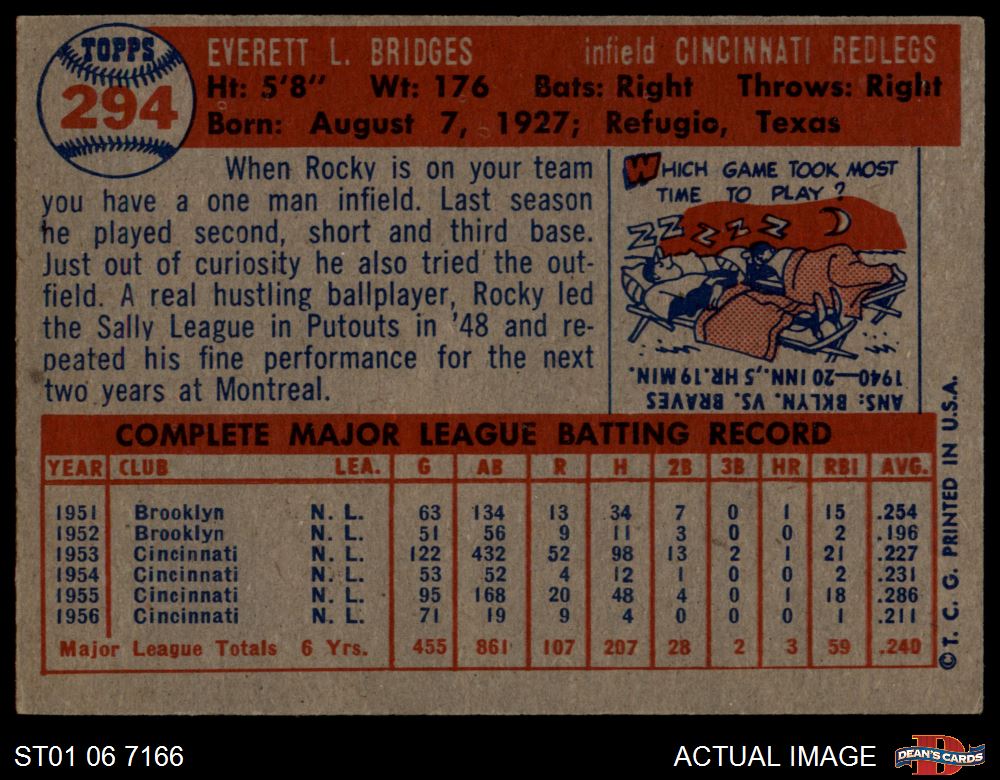 TOPPS
294
EVERETT L. BRIDGES infield CINCINNATI REDLEGS
Ht: 5'8" Wt: 176 Bats: Right Throws: Right
Born: August 7, 1927; Refugio, Texas
When Rocky is on your team
you have a one man infield. Last season
he played second, short and third base.
Just out of curiosity he also tried the out-
field. A real hustling ballplayer, Rocky led
the Sally League in Putouts in '48 and re-
peated his fine performance for the next
two years at Montreal.
WHICH GAME TOOK MOST
TIME TO PLAY?
ZZ Z Z Z Z
ANS: BKLYN. VS. BRAVES
1940—20 INN., 5 HR. 19 MIN.
COMPLETE MAJOR LEAGUE BATTING RECORD
YEAR CLUB LEA. G AB R H 2B 3B HR RBI AVG.
1951 Brooklyn N. L. 63 134 13 34 7 0 1 15 .254
1952 Brooklyn N. L. 51 56 9 11 3 0 0 2 .196
1953 Cincinnati N. L. 122 432 52 98 13 2 1 21 .227
1954 Cincinnati N. L. 53 52 4 12 1 0 0 2 .231
1955 Cincinnati N. L. 95 168 20 48 4 0 1 18 .286
1956 Cincinnati N. L. 71 19 9 4 0 0 0 1 .211
Major League Totals 6 Yrs. 455 861 107 207 28 2 3 59 .240
© T. C. G. PRINTED IN U.S.A.
ST01 06 7166 ACTUAL IMAGE
D
DEAN'S CARDS